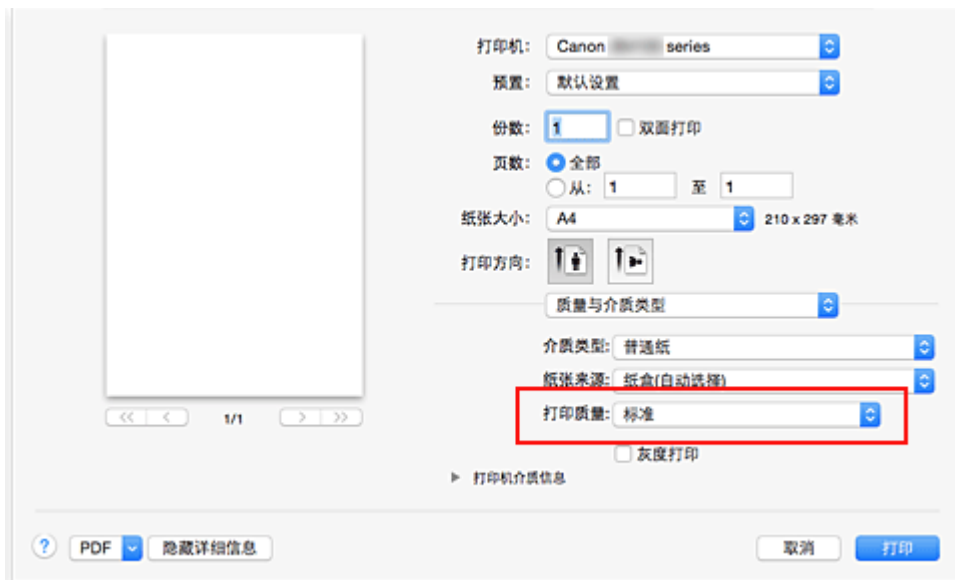 打印机: Canon series
预置: 默认设置
份数: 1 双面打印
页数: 全部
从: 1 至 1
纸张大小: A4 210 x 297 毫米
打印方向:
质量与介质类型
介质类型: 普通纸
纸张来源: 纸盒(自动选择)
打印质量: 标准
灰度打印
打印机介质信息
<< < 1/1 > >>
? PDF 隐藏详细信息 取消 打印